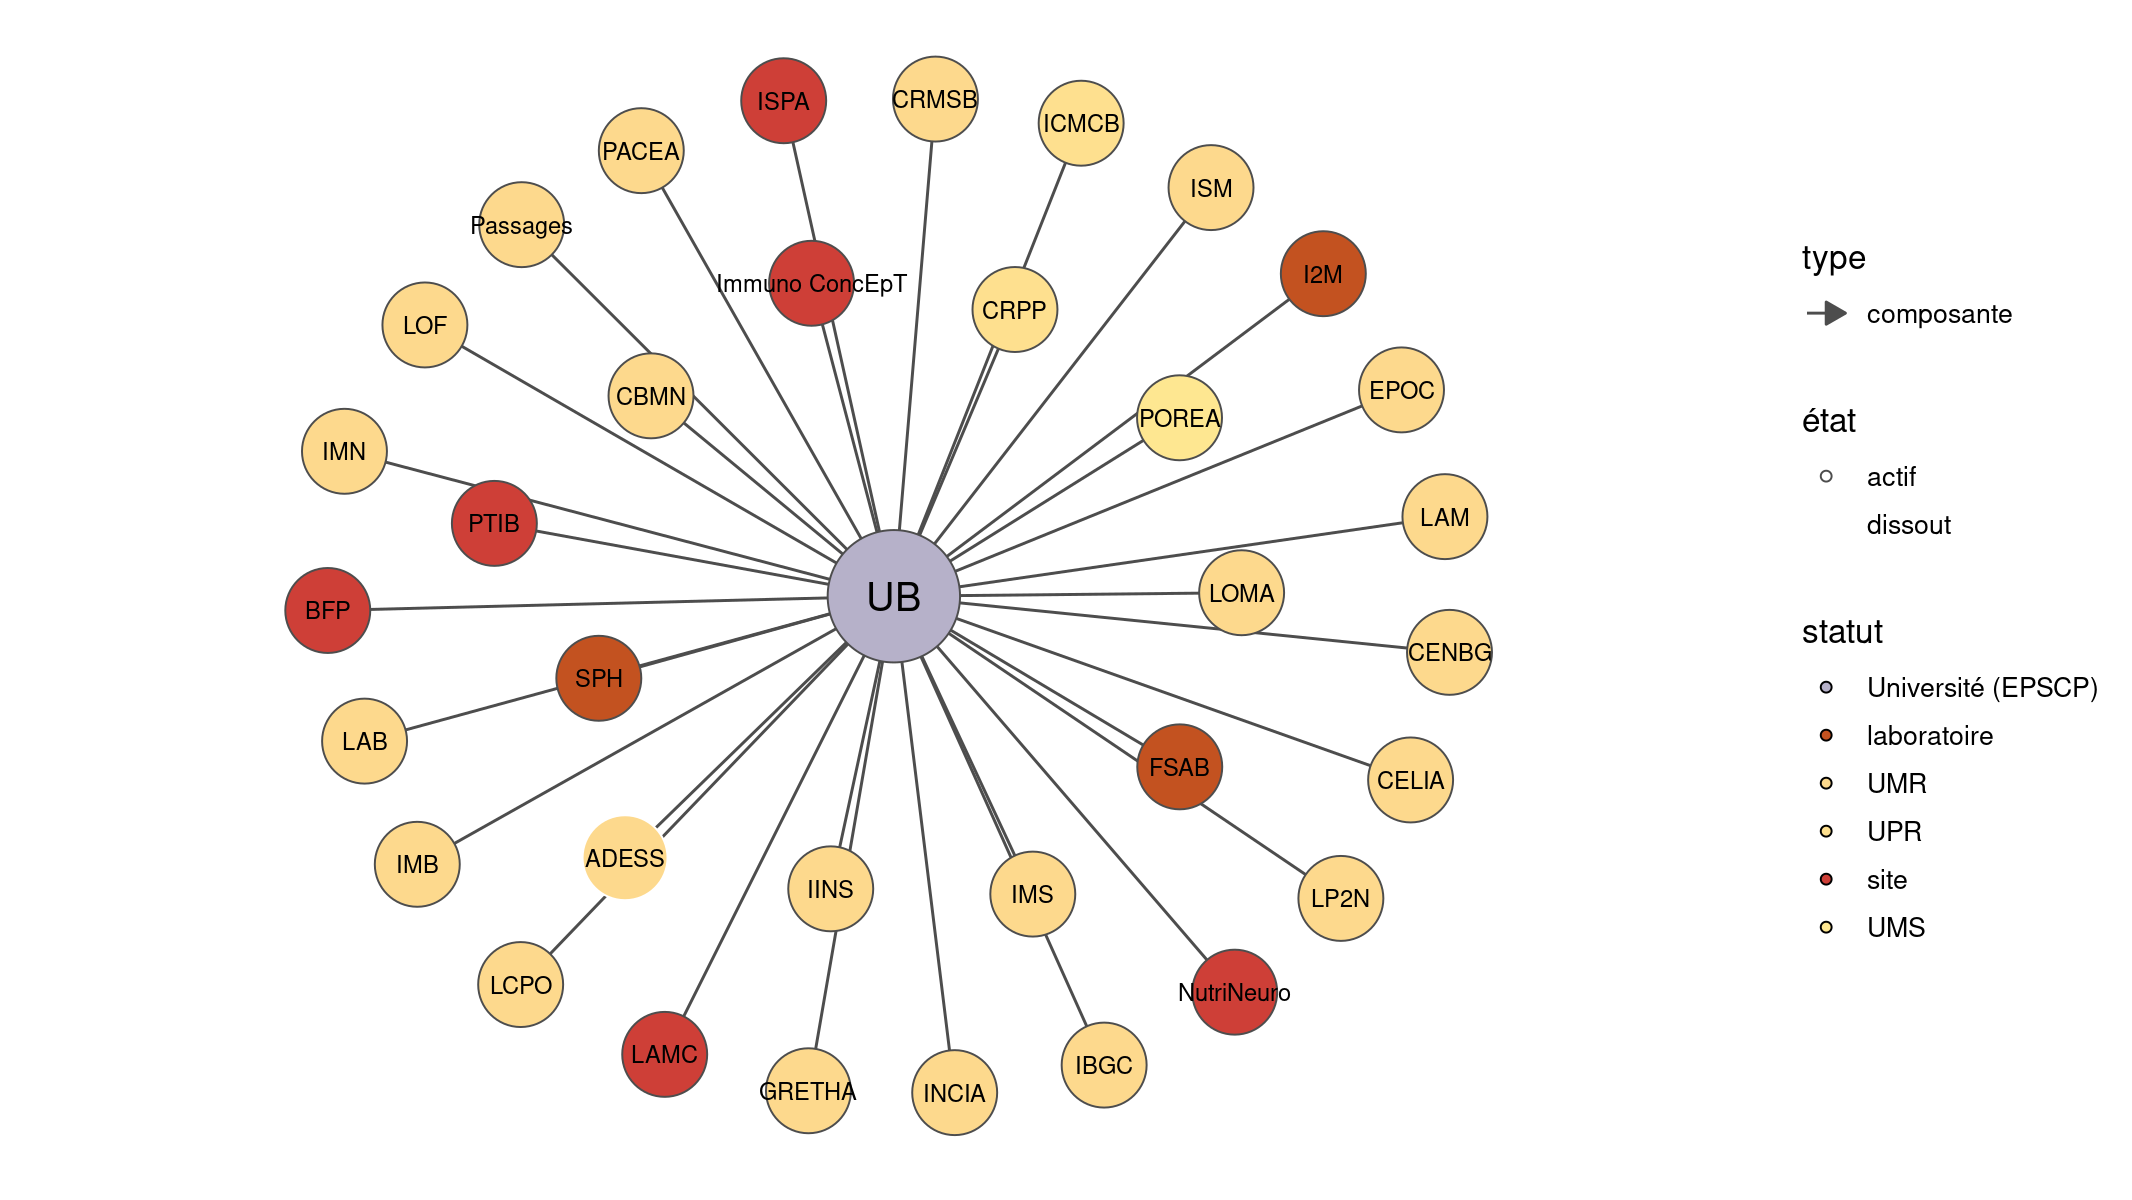 ISPA
CRMSB
ICMCB
PACEA
ISM
Passages
I2M
Immuno ConcEpT
CRPP
LOF
EPOC
CBMN
POREA
IMN
LAM
PTIB
LOMA
UB
BFP
CENBG
SPH
LAB
FSAB
CELIA
ADESS
IMB
IINS
IMS
LP2N
LCPO
NutriNeuro
LAMC
IBGC
GRETHA
INCIA
type
composante
état
actif
dissout
statut
Université (EPSCP)
laboratoire
UMR
UPR
site
UMS